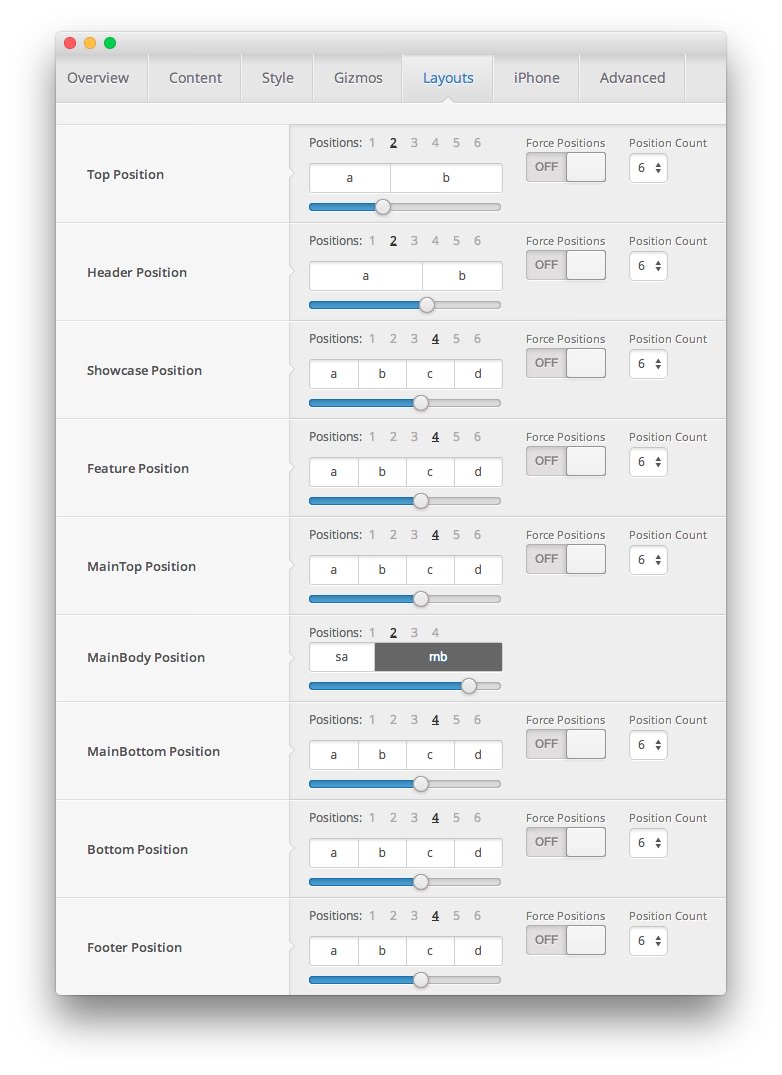 Overview Content Style Gizmos Layouts iPhone Advanced
Positions: 1 2 3 4 5 6 Force Positions Position Count
Top Position OFF 6
a b
Positions: 1 2 3 4 5 6 Force Positions Position Count
Header Position OFF 6
a b
Positions: 1 2 3 4 5 6 Force Positions Position Count
Showcase Position OFF 6
a b c d
Positions: 1 2 3 4 5 6 Force Positions Position Count
Feature Position OFF 6
a b c d
Positions: 1 2 3 4 5 6 Force Positions Position Count
MainTop Position OFF 6
a b c d
Positions: 1 2 3 4
MainBody Position sa mb
Positions: 1 2 3 4 5 6 Force Positions Position Count
MainBottom Position OFF 6
a b c d
Positions: 1 2 3 4 5 6 Force Positions Position Count
Bottom Position OFF 6
a b c d
Positions: 1 2 3 4 5 6 Force Positions Position Count
Footer Position OFF 6
a b c d